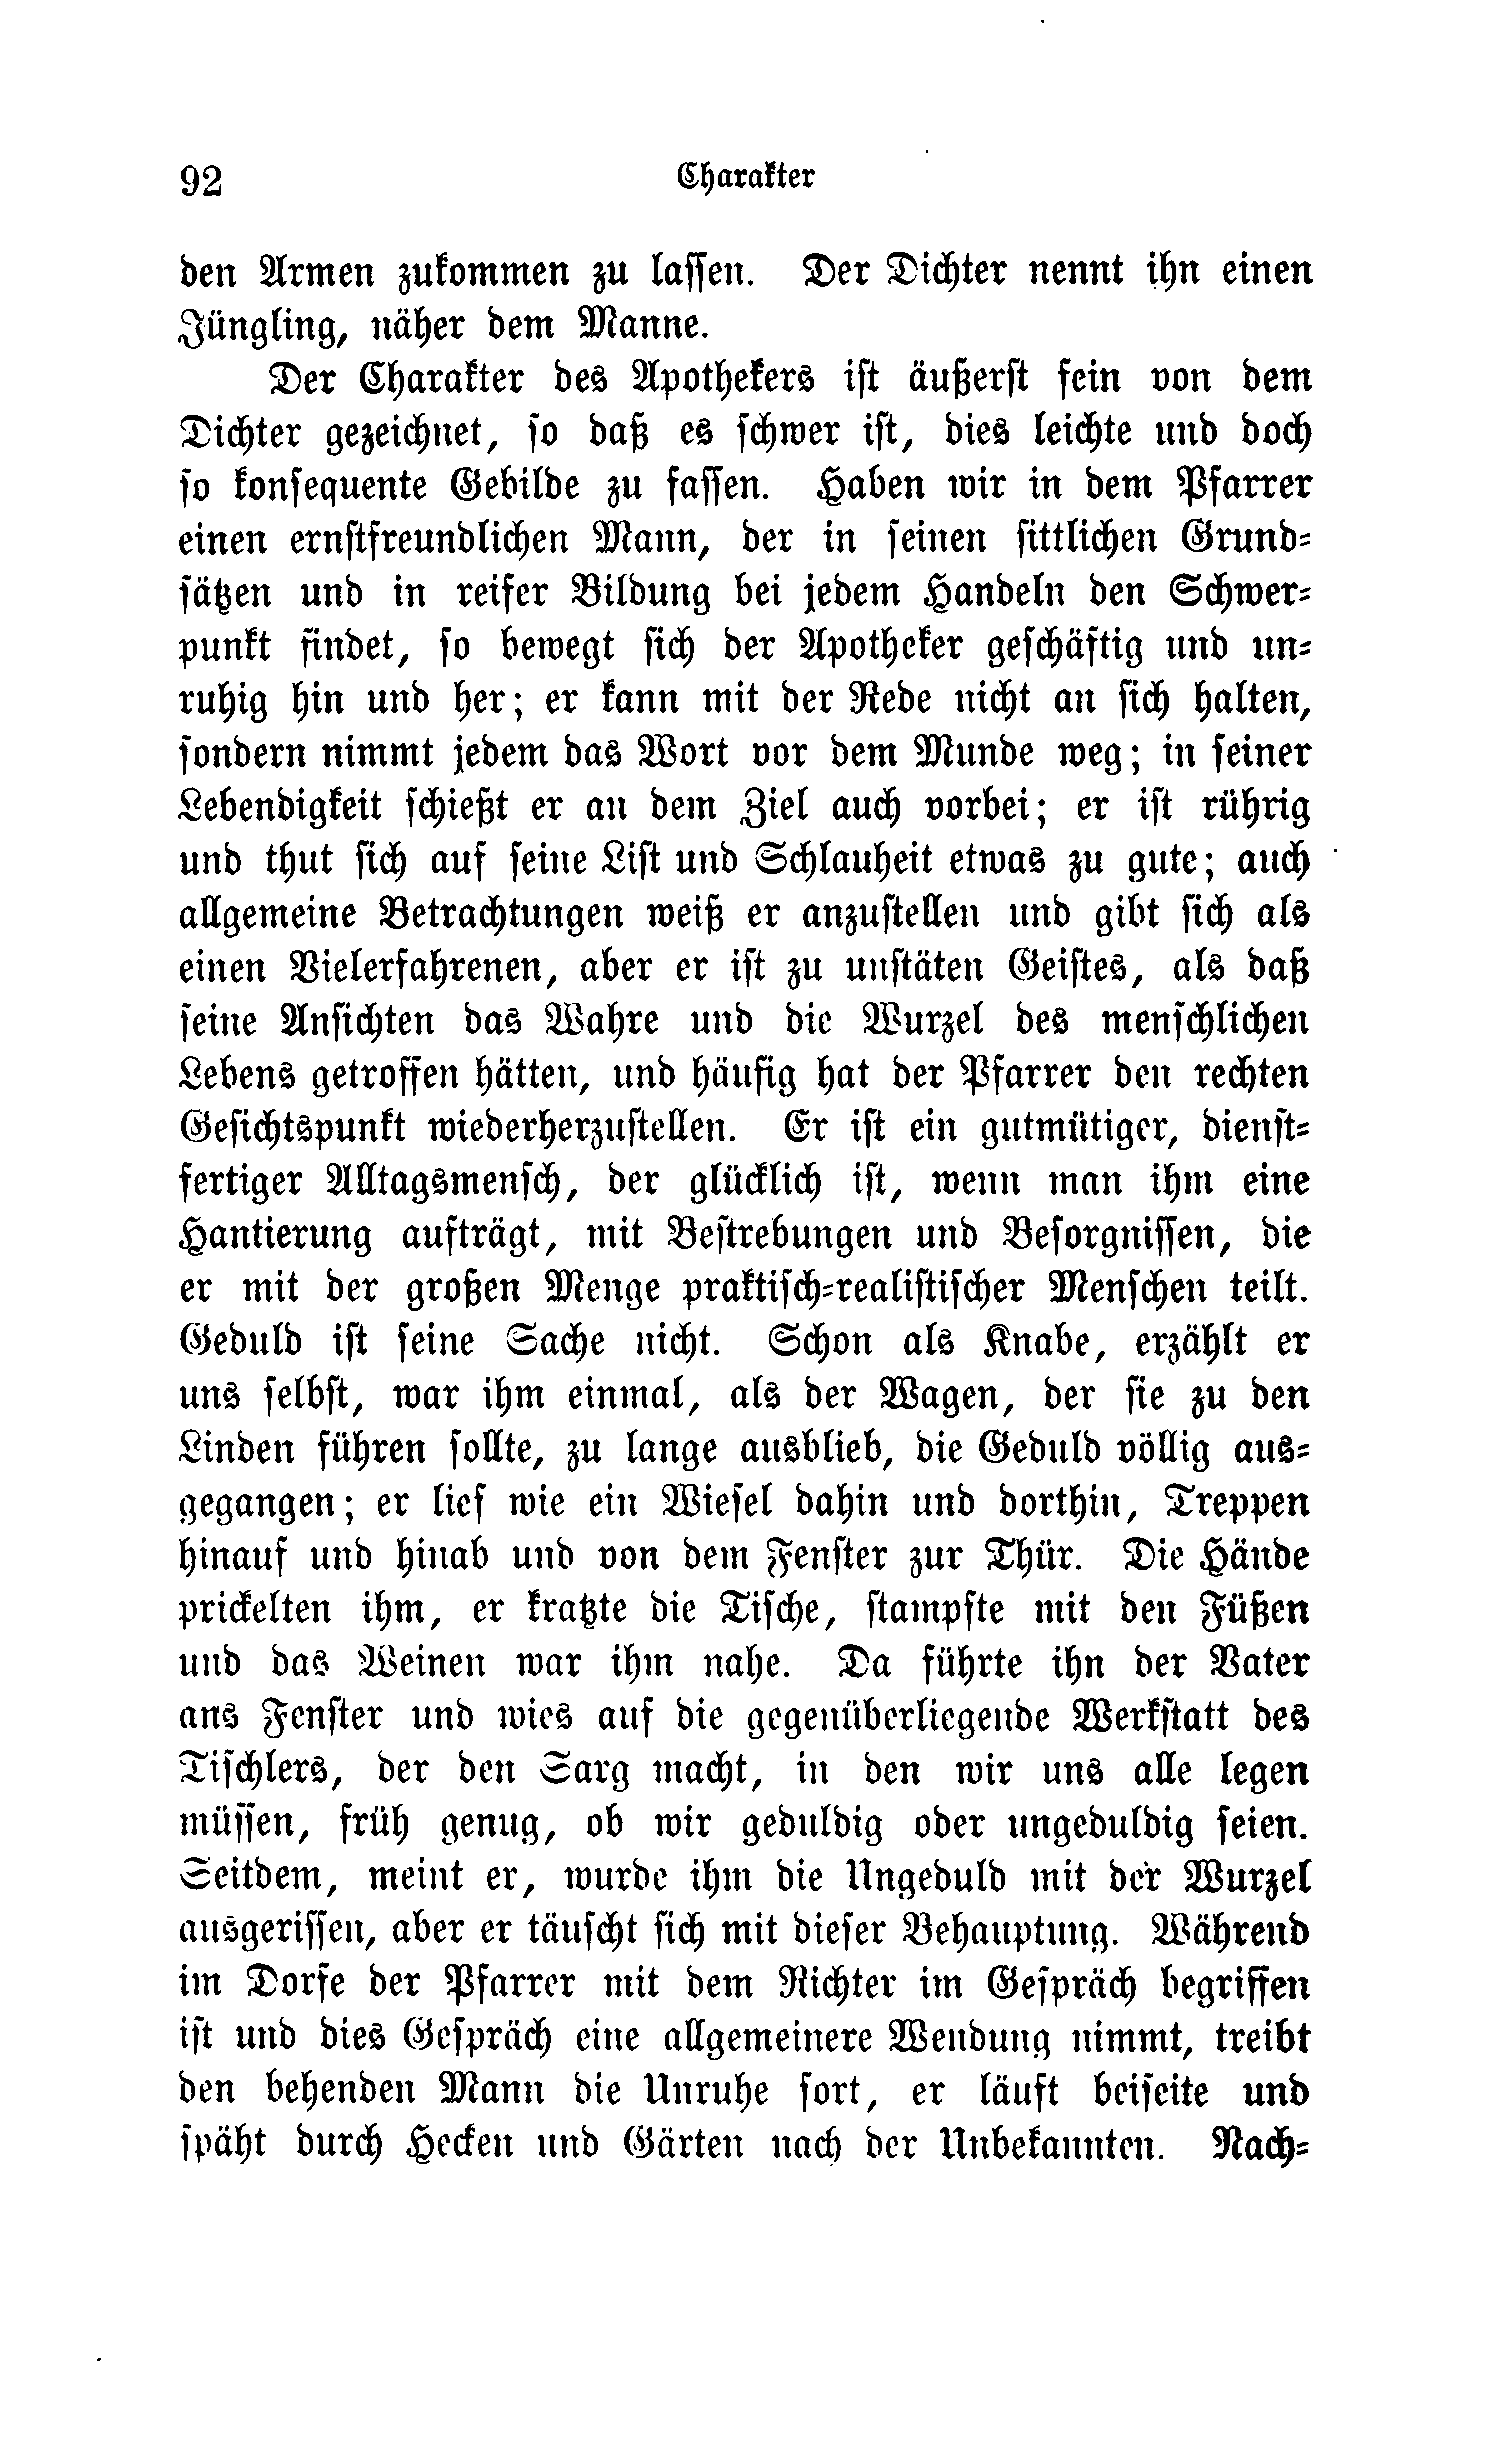 92 Charakter
den Armen zukommen zu laſſen. Der Dichter nennt ihn einen
Jüngling, näher dem Manne.
Der Charakter des Apothekers iſt äußerſt fein von dem
Dichter gezeichnet, ſo daß es ſchwer iſt, dies leichte und doch
ſo konſequente Gebilde zu faſſen. Haben wir in dem Pfarrer
einen ernſtfreundlichen Mann, der in ſeinen ſittlichen Grund⸗
ſätzen und in reifer Bildung bei jedem Handeln den Schwer⸗
punkt findet, ſo bewegt ſich der Apotheker geſchäftig und un⸗
ruhig hin und her; er kann mit der Rede nicht an ſich halten,
ſondern nimmt jedem das Wort vor dem Munde weg; in ſeiner
Lebendigkeit ſchießt er an dem Ziel auch vorbei; er iſt rührig
und thut ſich auf ſeine Liſt und Schlauheit etwas zu gute; auch
allgemeine Betrachtungen weiß er anzuſtellen und gibt ſich als
einen Vielerfahrenen, aber er iſt zu unſtäten Geiſtes, als daß
ſeine Anſichten das Wahre und die Wurzel des menſchlichen
Lebens getroffen hätten, und häufig hat der Pfarrer den rechten
Geſichtspunkt wiederherzuſtellen. Er iſt ein gutmütiger, dienſt⸗
fertiger Alltagsmenſch, der glücklich iſt, wenn man ihm eine
Hantierung aufträgt, mit Beſtrebungen und Beſorgniſſen, die
er mit der großen Menge praktiſch⸗realiſtiſcher Menſchen teilt.
Geduld iſt ſeine Sache nicht. Schon als Knabe, erzählt er
uns ſelbſt, war ihm einmal, als der Wagen, der ſie zu den
Linden führen ſollte, zu lange ausblieb, die Geduld völlig aus⸗
gegangen; er lief wie ein Wieſel dahin und dorthin, Treppen
hinauf und hinab und von dem Fenſter zur Thür. Die Hände
prickelten ihm, er kratzte die Tiſche, ſtampfte mit den Füßen
und das Weinen war ihm nahe. Da führte ihn der Vater
ans Fenſter und wies auf die gegenüberliegende Werkſtatt des
Tiſchlers, der den Sarg macht, in den wir uns alle legen
müſſen, früh genug, ob wir geduldig oder ungeduldig ſeien.
Seitdem, meint er, wurde ihm die Ungeduld mit der Wurzel
ausgeriſſen, aber er täuſcht ſich mit dieſer Behauptung. Während
im Dorfe der Pfarrer mit dem Richter im Geſpräch begriffen
iſt und dies Geſpräch eine allgemeinere Wendung nimmt, treibt
den behenden Mann die Unruhe fort, er läuft beiſeite und
ſpäht durch Hecken und Gärten nach der Unbekannten. Nach⸗